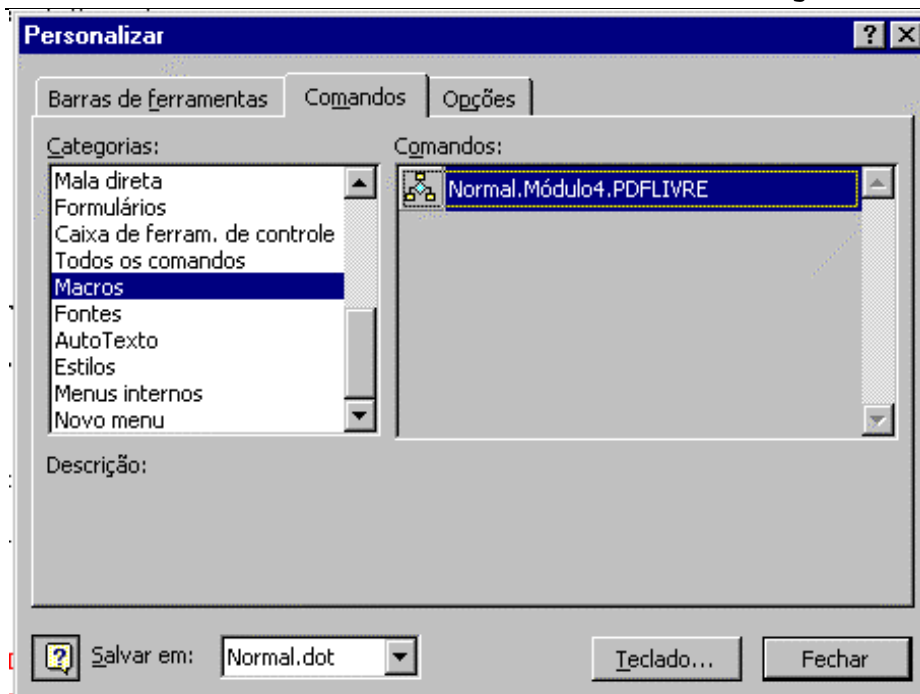 Personalizar
Barras de ferramentas Comandos Opções
Categorias: Comandos:
Mala direta
Formulários
Caixa de ferram. de controle
Todos os comandos
Macros
Fontes
AutoTexto
Estilos
Menus internos
Novo menu
Normal.Módulo4.PDFLIVRE
Descrição:
Salvar em: Normal.dot Teclado... Fechar